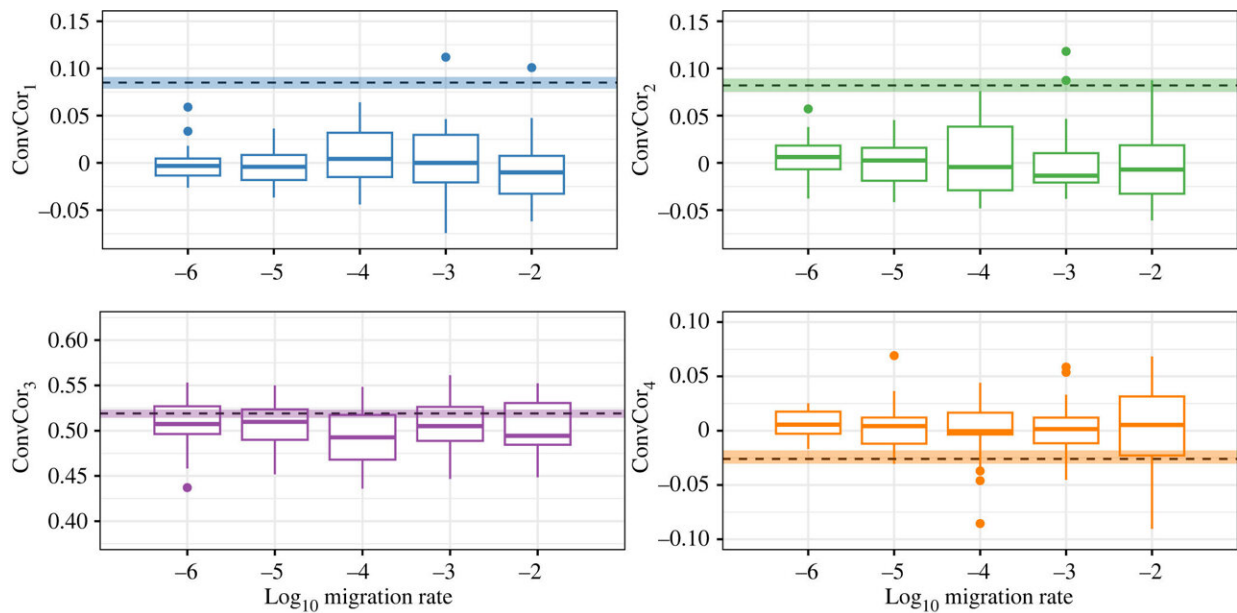 0.15
0.10
0.05
0
–0.05
ConvCor1
–6 –5 –4 –3 –2
0.15
0.10
0.05
0
–0.05
ConvCor2
–6 –5 –4 –3 –2
0.60
0.55
0.50
0.45
0.40
ConvCor3
–6 –5 –4 –3 –2
Log10 migration rate
0.10
0.05
0
–0.05
–0.10
ConvCor4
–6 –5 –4 –3 –2
Log10 migration rate